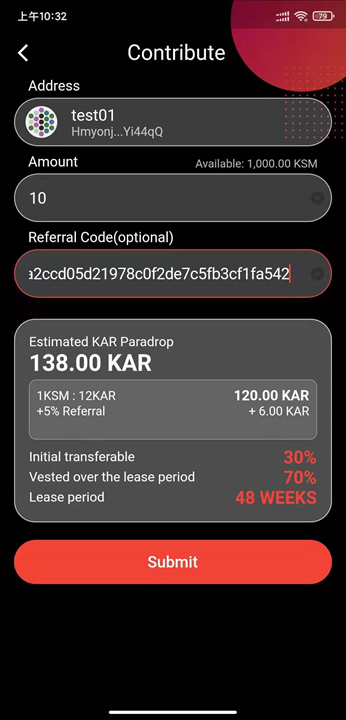 上午10:32
79
Contribute
Address
test01
Hmyonj...Yi44qQ
Amount
Available: 1,000.00 KSM
10
Referral Code(optional)
a2ccd05d21978c0f2de7c5fb3cf1fa542
Estimated KAR Paradrop
138.00 KAR
1KSM : 12KAR 120.00 KAR
+5% Referral + 6.00 KAR
Initial transferable 30%
Vested over the lease period 70%
Lease period 48 WEEKS
Submit